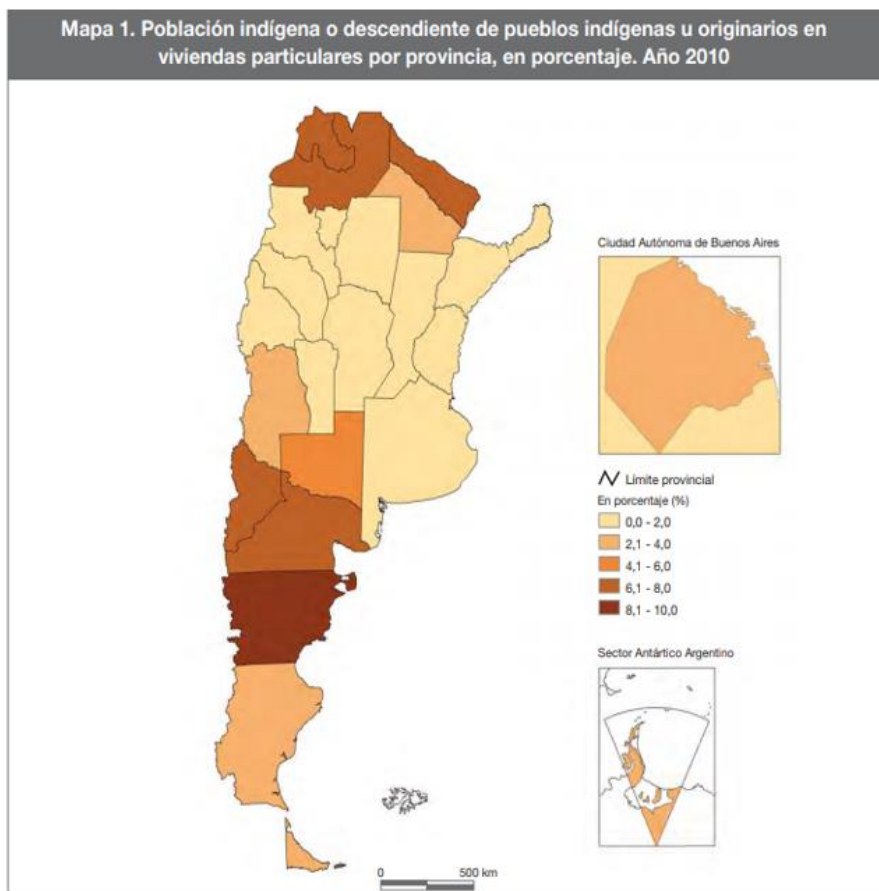 Mapa 1. Población indígena o descendiente de pueblos indígenas u originarios en
viviendas particulares por provincia, en porcentaje. Año 2010
Ciudad Autónoma de Buenos Aires
Límite provincial
En porcentaje (%)
0,0 - 2,0
2,1 - 4,0
4,1 - 6,0
6,1 - 8,0
8,1 - 10,0
Sector Antártico Argentino
0 500 km